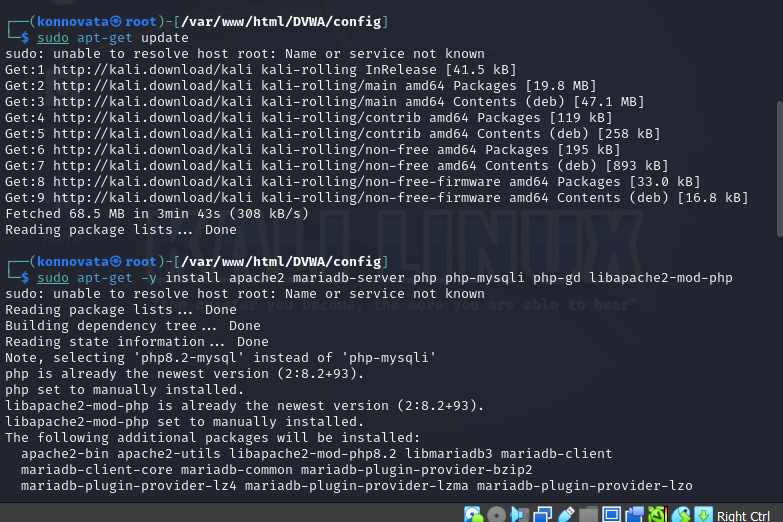 ┌──(konnovata㉿root)-[/var/www/html/DVWA/config]
└─$ sudo apt-get update
sudo: unable to resolve host root: Name or service not known
Get:1 http://kali.download/kali kali-rolling InRelease [41.5 kB]
Get:2 http://kali.download/kali kali-rolling/main amd64 Packages [19.8 MB]
Get:3 http://kali.download/kali kali-rolling/main amd64 Contents (deb) [47.1 MB]
Get:4 http://kali.download/kali kali-rolling/contrib amd64 Packages [119 kB]
Get:5 http://kali.download/kali kali-rolling/contrib amd64 Contents (deb) [258 kB]
Get:6 http://kali.download/kali kali-rolling/non-free amd64 Packages [195 kB]
Get:7 http://kali.download/kali kali-rolling/non-free amd64 Contents (deb) [893 kB]
Get:8 http://kali.download/kali kali-rolling/non-free-firmware amd64 Packages [33.0 kB]
Get:9 http://kali.download/kali kali-rolling/non-free-firmware amd64 Contents (deb) [16.8 kB]
Fetched 68.5 MB in 3min 43s (308 kB/s)
Reading package lists... Done
KALI LINUX
┌──(konnovata㉿root)-[/var/www/html/DVWA/config]
└─$ sudo apt-get -y install apache2 mariadb-server php php-mysqli php-gd libapache2-mod-php
sudo: unable to resolve host root: Name or service not known
you become, the more you are able to hear"
Reading package lists... Done
Building dependency tree... Done
Reading state information... Done
Note, selecting 'php8.2-mysql' instead of 'php-mysqli'
php is already the newest version (2:8.2+93).
php set to manually installed.
libapache2-mod-php is already the newest version (2:8.2+93).
libapache2-mod-php set to manually installed.
The following additional packages will be installed:
apache2-bin apache2-utils libapache2-mod-php8.2 libmariadb3 mariadb-client
mariadb-client-core mariadb-common mariadb-plugin-provider-bzip2
mariadb-plugin-provider-lz4 mariadb-plugin-provider-lzma mariadb-plugin-provider-lzo
Right Ctrl